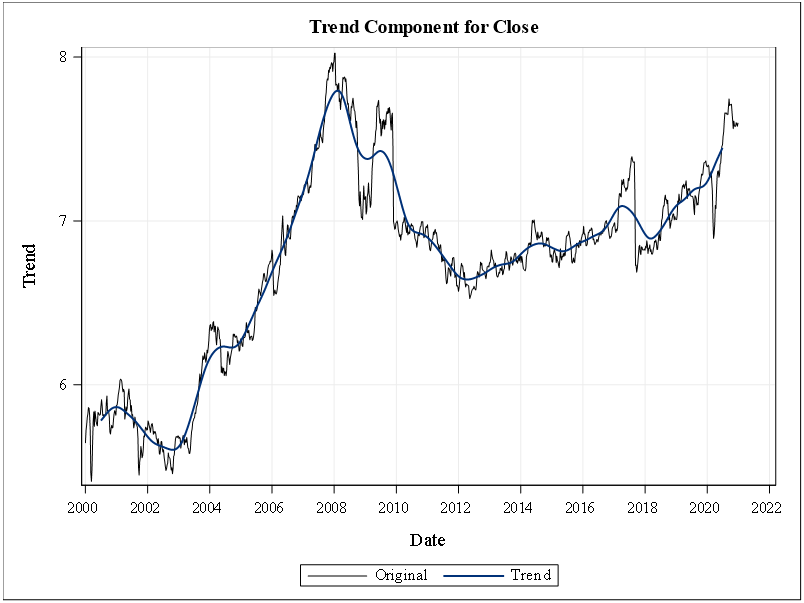 Trend Component for Close
8
7
6
Trend
2000 2002 2004 2006 2008 2010 2012 2014 2016 2018 2020 2022
Date
Original Trend